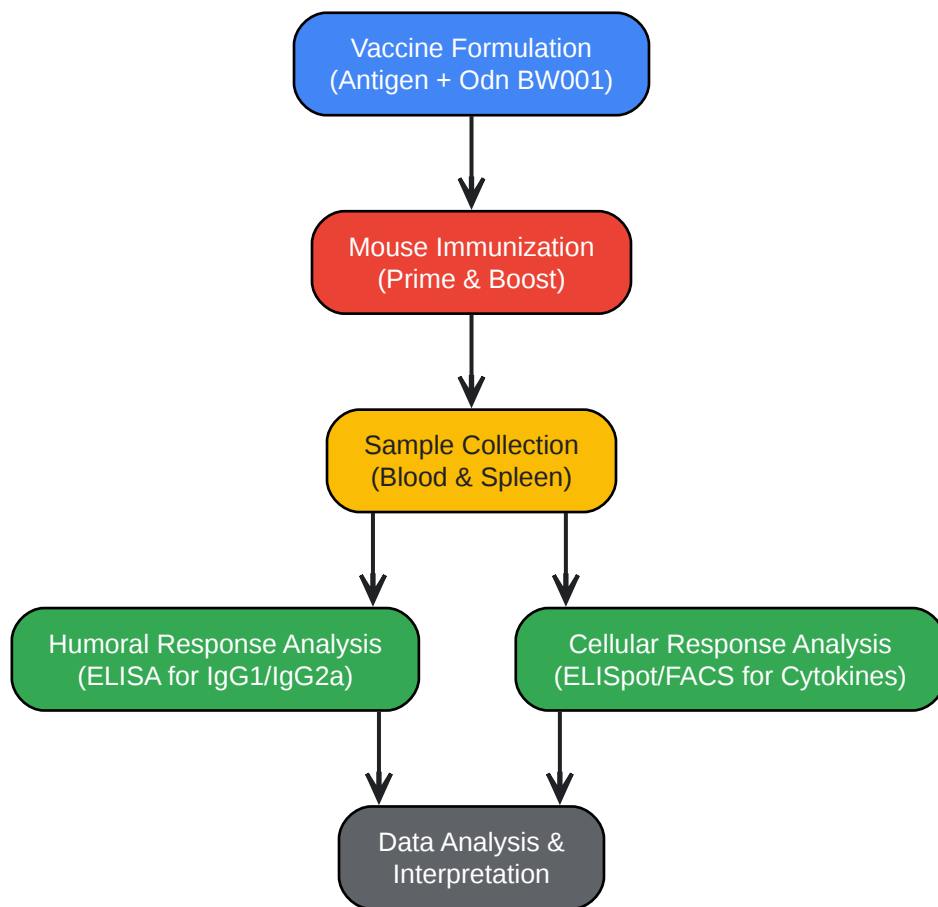 Vaccine Formulation
(Antigen + Odn BW001)
Mouse Immunization
(Prime & Boost)
Sample Collection
(Blood & Spleen)
Humoral Response Analysis
(ELISA for IgG1/IgG2a)
Cellular Response Analysis
(ELISpot/FACS for Cytokines)
Data Analysis &
Interpretation